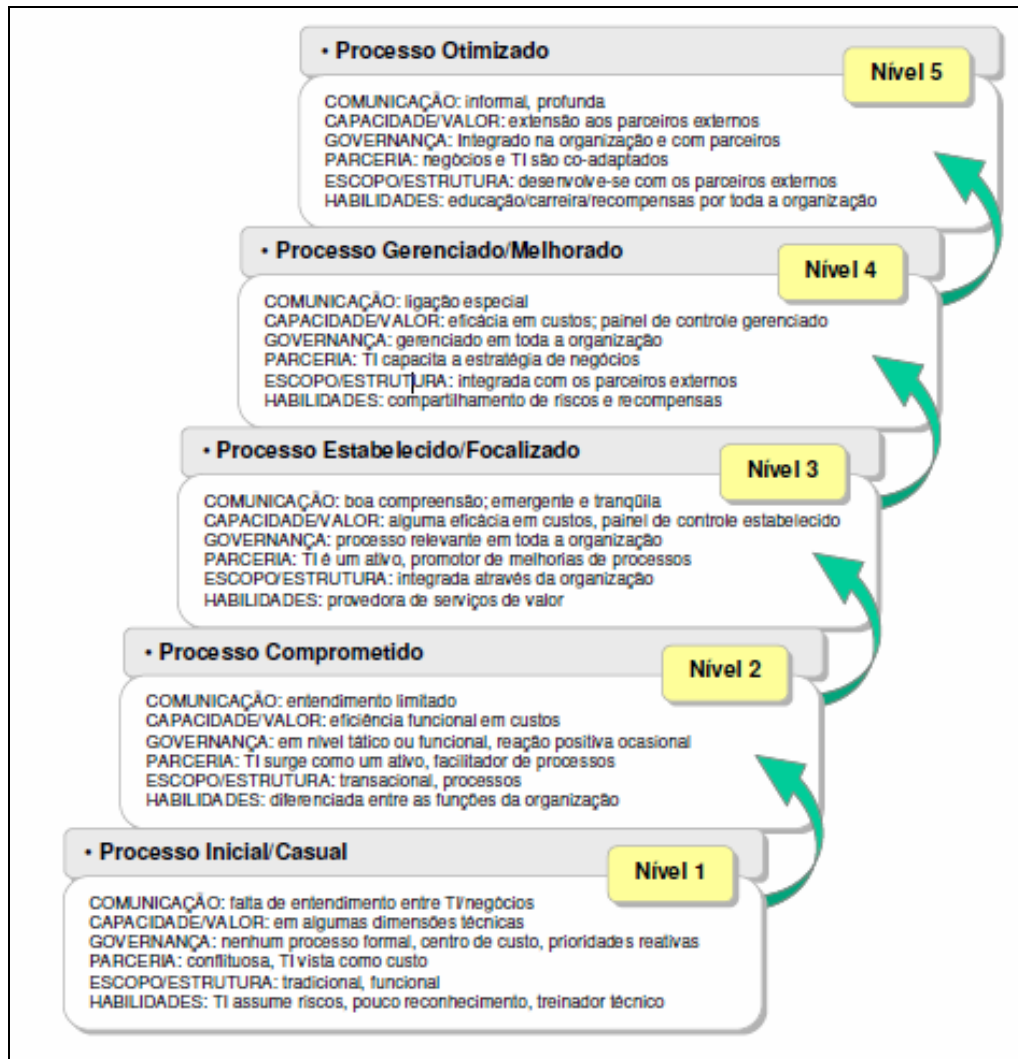 • Processo Otimizado
Nível 5
COMUNICAÇÃO: informal, profunda
CAPACIDADE/VALOR: extensão aos parceiros externos
GOVERNANÇA: Integrado na organização e com parceiros
PARCERIA: negócios e TI são co-adaptados
ESCOPO/ESTRUTURA: desenvolve-se com os parceiros externos
HABILIDADES: educação/carreira/recompensas por toda a organização
• Processo Gerenciado/Melhorado
Nível 4
COMUNICAÇÃO: ligação especial
CAPACIDADE/VALOR: eficácia em custos; painel de controle gerenciado
GOVERNANÇA: gerenciado em toda a organização
PARCERIA: TI capacita a estratégia de negócios
ESCOPO/ESTRUTURA: integrada com os parceiros externos
HABILIDADES: compartilhamento de riscos e recompensas
• Processo Estabelecido/Focalizado
Nível 3
COMUNICAÇÃO: boa compreensão; emergente e tranqüila
CAPACIDADE/VALOR: alguma eficácia em custos, painel de controle estabelecido
GOVERNANÇA: processo relevante em toda a organização
PARCERIA: TI é um ativo, promotor de melhorias de processos
ESCOPO/ESTRUTURA: integrada através da organização
HABILIDADES: provedora de serviços de valor
• Processo Comprometido
Nível 2
COMUNICAÇÃO: entendimento limitado
CAPACIDADE/VALOR: eficiência funcional em custos
GOVERNANÇA: em nível tático ou funcional, reação positiva ocasional
PARCERIA: TI surge como um ativo, facilitador de processos
ESCOPO/ESTRUTURA: transacional, processos
HABILIDADES: diferenciada entre as funções da organização
• Processo Inicial/Casual
Nível 1
COMUNICAÇÃO: falta de entendimento entre TI/negócios
CAPACIDADE/VALOR: em algumas dimensões técnicas
GOVERNANÇA: nenhum processo formal, centro de custo, prioridades reativas
PARCERIA: conflituosa, TI vista como custo
ESCOPO/ESTRUTURA: tradicional, funcional
HABILIDADES: TI assume riscos, pouco reconhecimento, treinador técnico